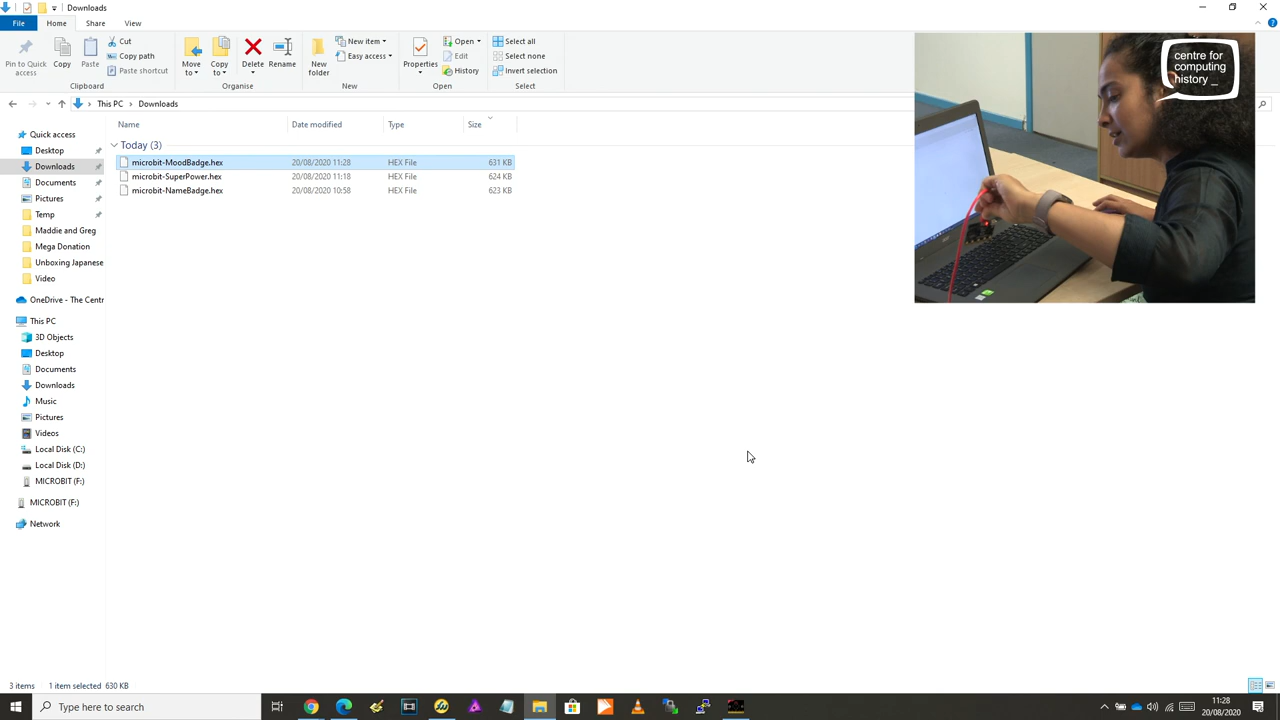 Downloads
File Home Share View
Pin to Quick access
Copy
Paste
Cut
Copy path
Paste shortcut
Clipboard
Move to
Copy to
Delete
Rename
Organise
New folder
New item
Easy access
New
Properties
Open
Edit
History
Open
Select all
Select none
Invert selection
Select
This PC > Downloads
Name Date modified Type Size
Today (3)
microbit-MoodBadge.hex 20/08/2020 11:28 HEX File 631 KB
microbit-SuperPower.hex 20/08/2020 11:18 HEX File 624 KB
microbit-NameBadge.hex 20/08/2020 10:58 HEX File 623 KB
Quick access
Desktop
Downloads
Documents
Pictures
Temp
Maddie and Greg
Mega Donation
Unboxing Japanese
Video
OneDrive - The Centr
This PC
3D Objects
Desktop
Documents
Downloads
Music
Pictures
Videos
Local Disk (C:)
Local Disk (D:)
MICROBIT (F:)
MICROBIT (F:)
Network
centre for
computing
history _
3 items 1 item selected 630 KB
Type here to search
11:28
20/08/2020